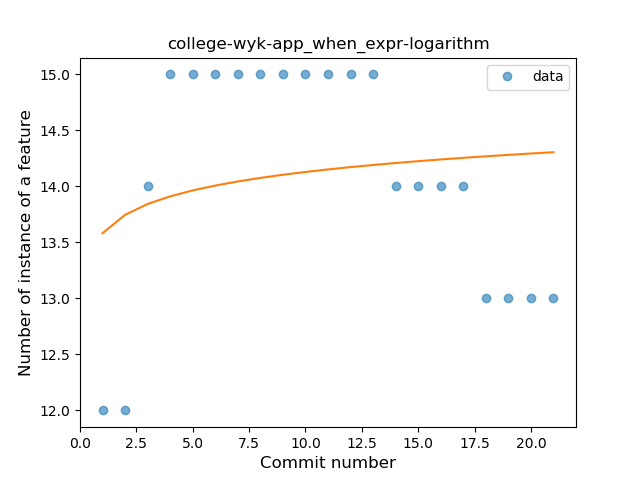 college-wyk-app_when_expr-logarithm
data
Number of instance of a feature
15.0
14.5
14.0
13.5
13.0
12.5
12.0
0.0 2.5 5.0 7.5 10.0 12.5 15.0 17.5 20.0
Commit number